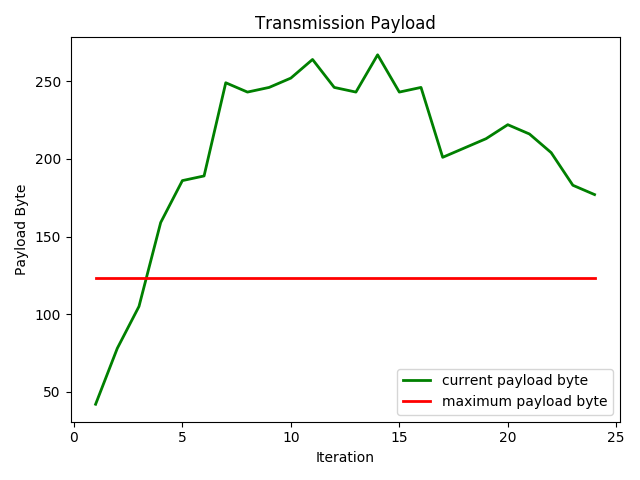 Transmission Payload
Payload Byte
250
200
150
100
50
0
5
10
15
20
25
Iteration
current payload byte
maximum payload byte